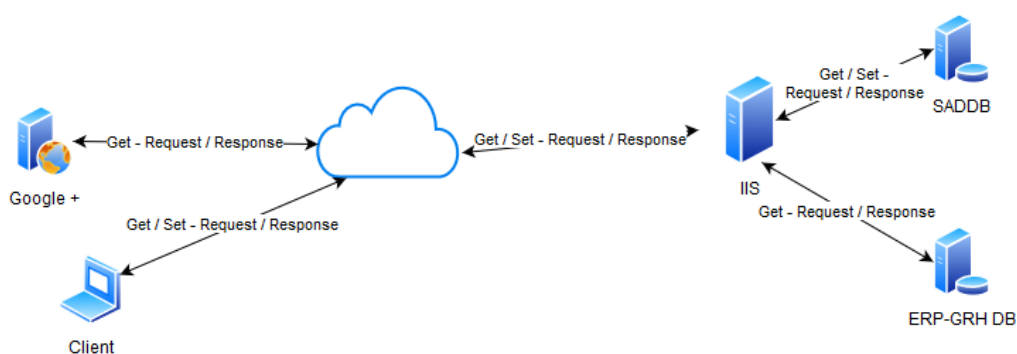 Get - Request / Response
Google +
Get / Set - Request / Response
Client
Get / Set - Request / Response
IIS
Get / Set -
Request / Response
SADDB
Get - Request / Response
ERP-GRH DB